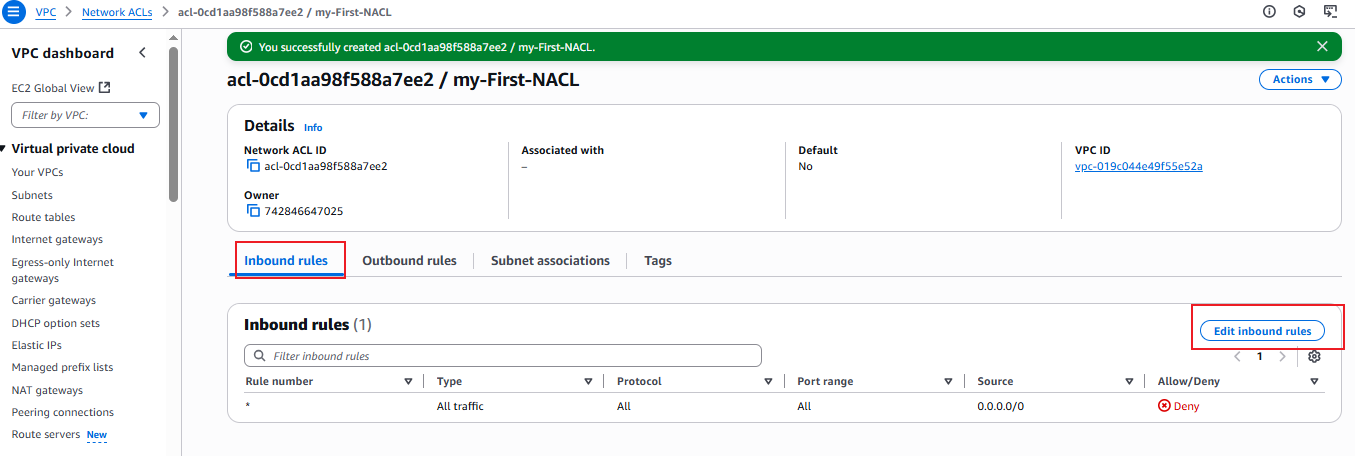 VPC > Network ACLs > acl-0cd1aa98f588a7ee2 / my-First-NACL
VPC dashboard
EC2 Global View
Filter by VPC:
Virtual private cloud
Your VPCs
Subnets
Route tables
Internet gateways
Egress-only Internet
gateways
Carrier gateways
DHCP option sets
Elastic IPs
Managed prefix lists
NAT gateways
Peering connections
Route servers New
You successfully created acl-0cd1aa98f588a7ee2 / my-First-NACL.
acl-0cd1aa98f588a7ee2 / my-First-NACL
Actions
Details Info
Network ACL ID
acl-0cd1aa98f588a7ee2
Associated with
–
Default
No
VPC ID
vpc-019c044e49f55e52a
Owner
742846647025
Inbound rules Outbound rules Subnet associations Tags
Inbound rules (1)
Edit inbound rules
Filter inbound rules
1
Rule number Type Protocol Port range Source Allow/Deny
* All traffic All All 0.0.0.0/0 Deny